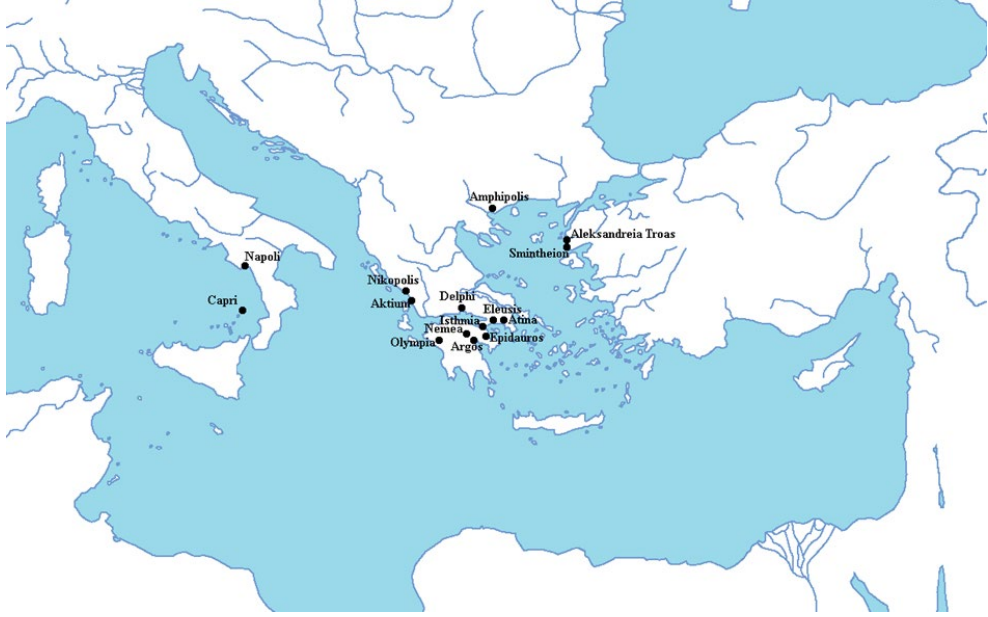 Amphipolis
Aleksandreia Troas
Smintheion
Napoli
Nikopolis
Capri
Delphi
Aktium
Eleusis
Isthmia
Atina
Nemea
Epidauros
Olympia
Argos